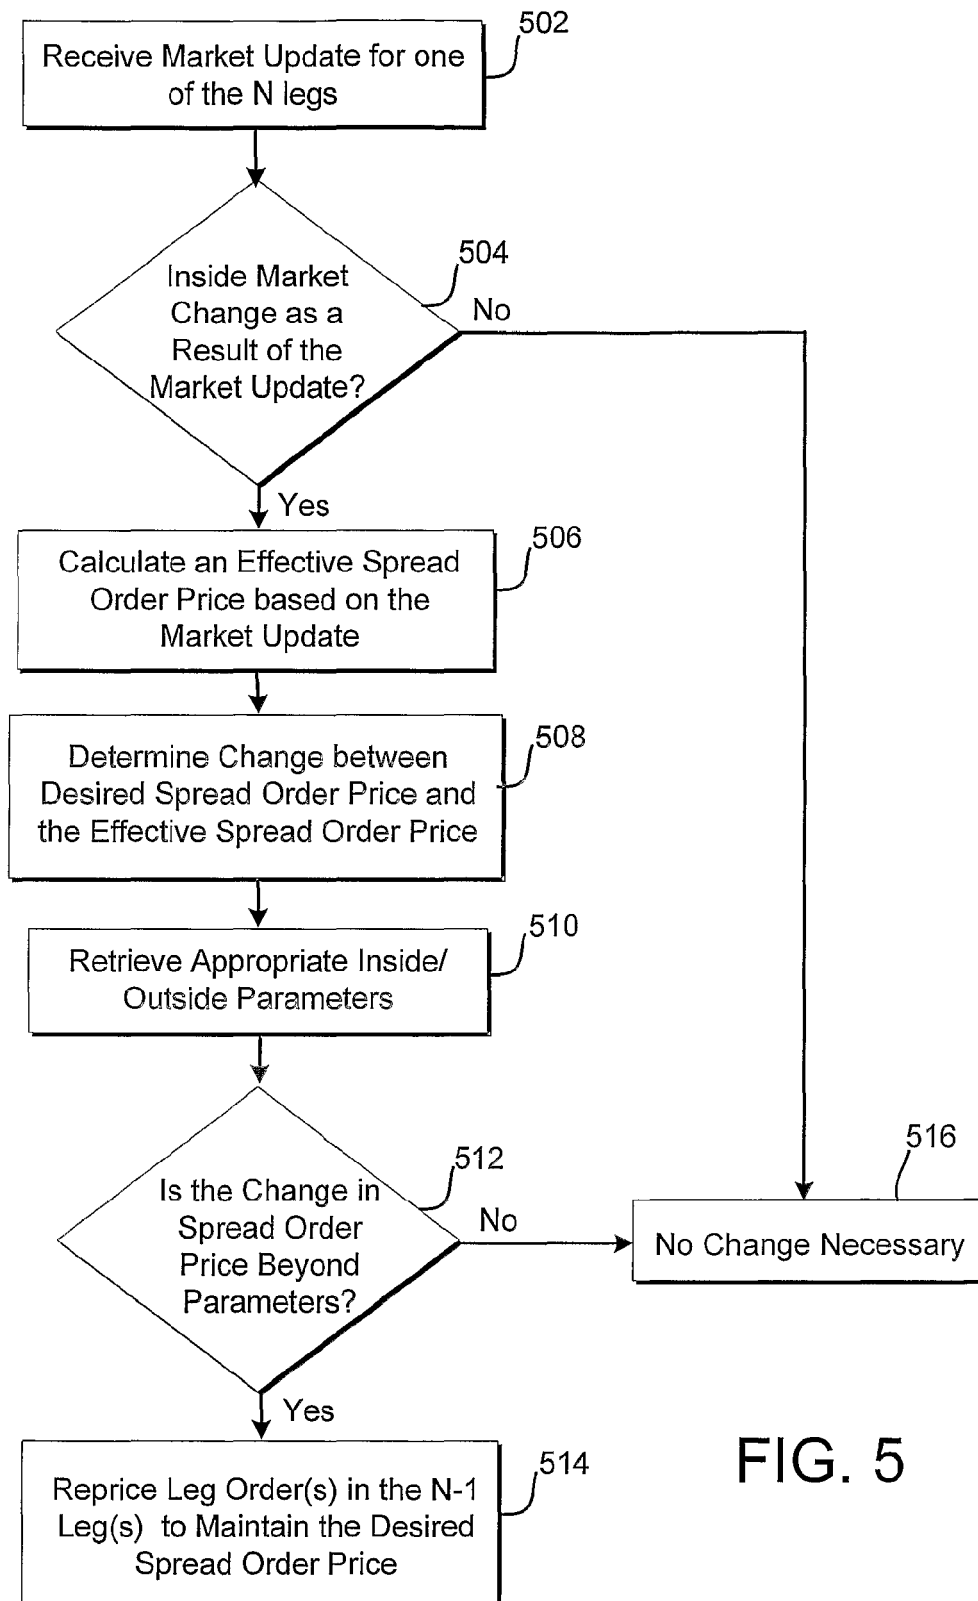 502
Receive Market Update for one
of the N legs
504
Inside Market
Change as a
Result of the
Market Update?
No
Yes
506
Calculate an Effective Spread
Order Price based on the
Market Update
508
Determine Change between
Desired Spread Order Price and
the Effective Spread Order Price
510
Retrieve Appropriate Inside/
Outside Parameters
512
Is the Change in
Spread Order
Price Beyond
Parameters?
No
516
No Change Necessary
Yes
514
Reprice Leg Order(s) in the N-1
Leg(s) to Maintain the Desired
Spread Order Price
FIG. 5